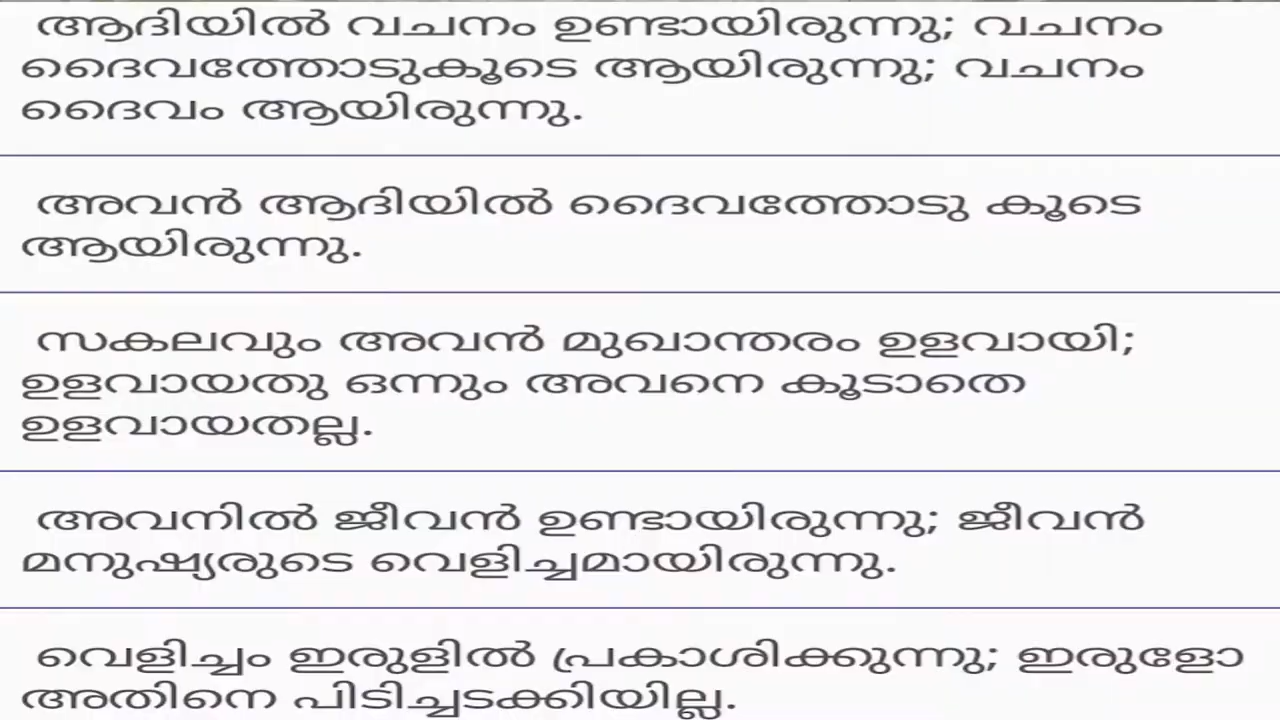 ആദിയിൽ വചനം ഉണ്ടായിരുന്നു; വചനം
ദൈവത്തോടുകൂടെ ആയിരുന്നു; വചനം
ദൈവം ആയിരുന്നു.
അവൻ ആദിയിൽ ദൈവത്തോടു കൂടെ
ആയിരുന്നു.
സകലവും അവൻ മുഖാന്തരം ഉളവായി;
ഉളവായതു ഒന്നും അവനെ കൂടാതെ
ഉളവായതല്ല.
അവനിൽ ജീവൻ ഉണ്ടായിരുന്നു; ജീവൻ
മനുഷ്യരുടെ വെളിച്ചമായിരുന്നു.
വെളിച്ചം ഇരുളിൽ പ്രകാശിക്കുന്നു; ഇരുളോ
അതിനെ പിടിച്ചടക്കിയില്ല.